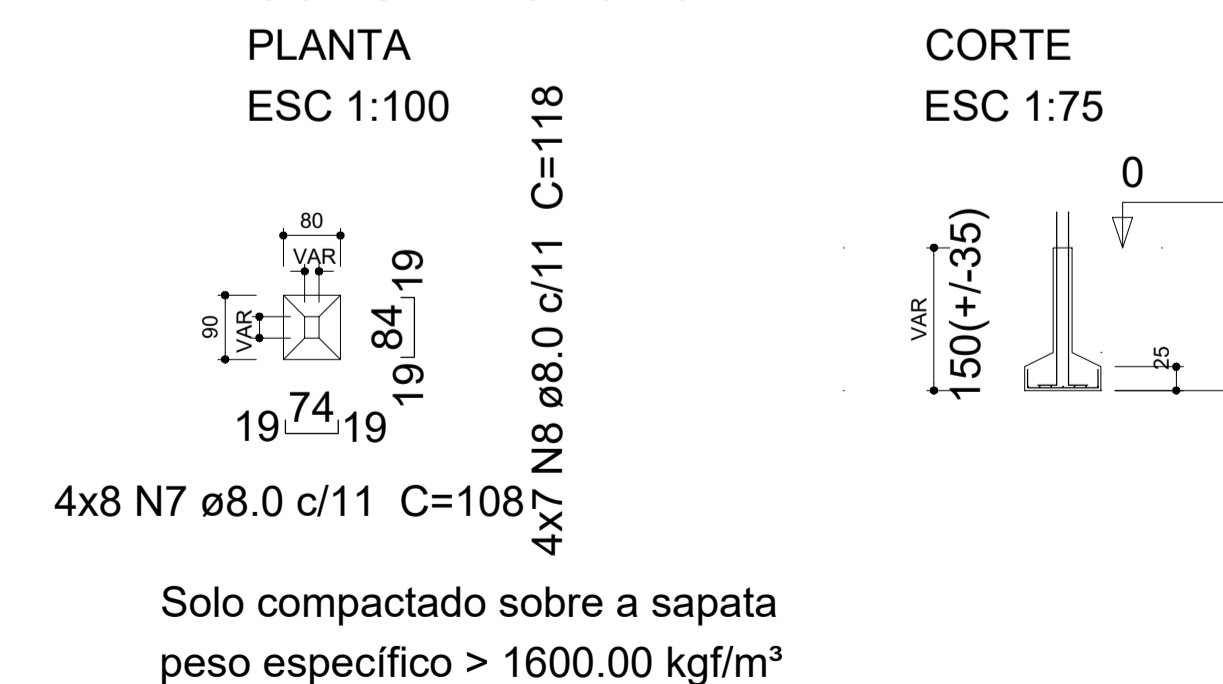 PLANTA
ESC 1:100
80
VAR
90
VAR
19 84 19
19 74 19
4x8 N7 ø8.0 c/11 C=108
4x7 N8 ø8.0 c/11 C=118
CORTE
ESC 1:75
0
VAR
150(+/-35)
25
Solo compactado sobre a sapata
peso específico > 1600.00 kgf/m³